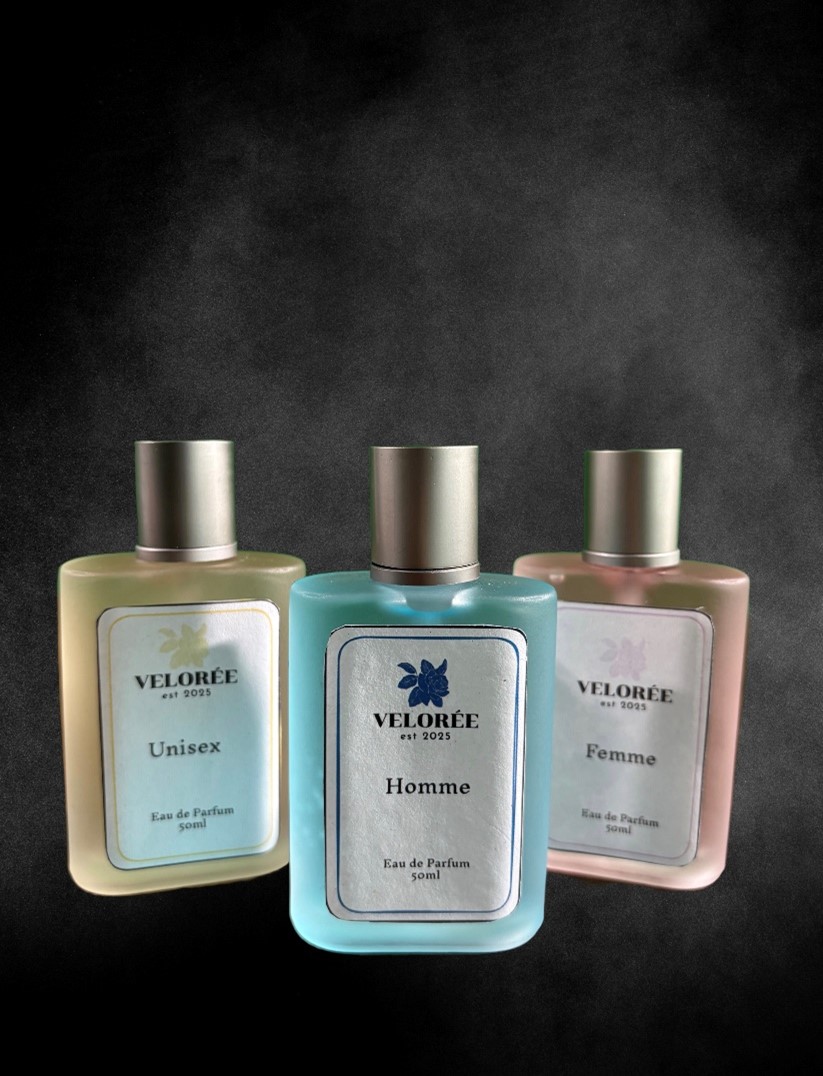 VELORÉE
est 2025
Unisex
Eau de Parfum
50ml
VELORÉE
est 2025
Homme
Eau de Parfum
50ml
VELORÉE
est 2025
Femme
Eau de Parfum
50ml